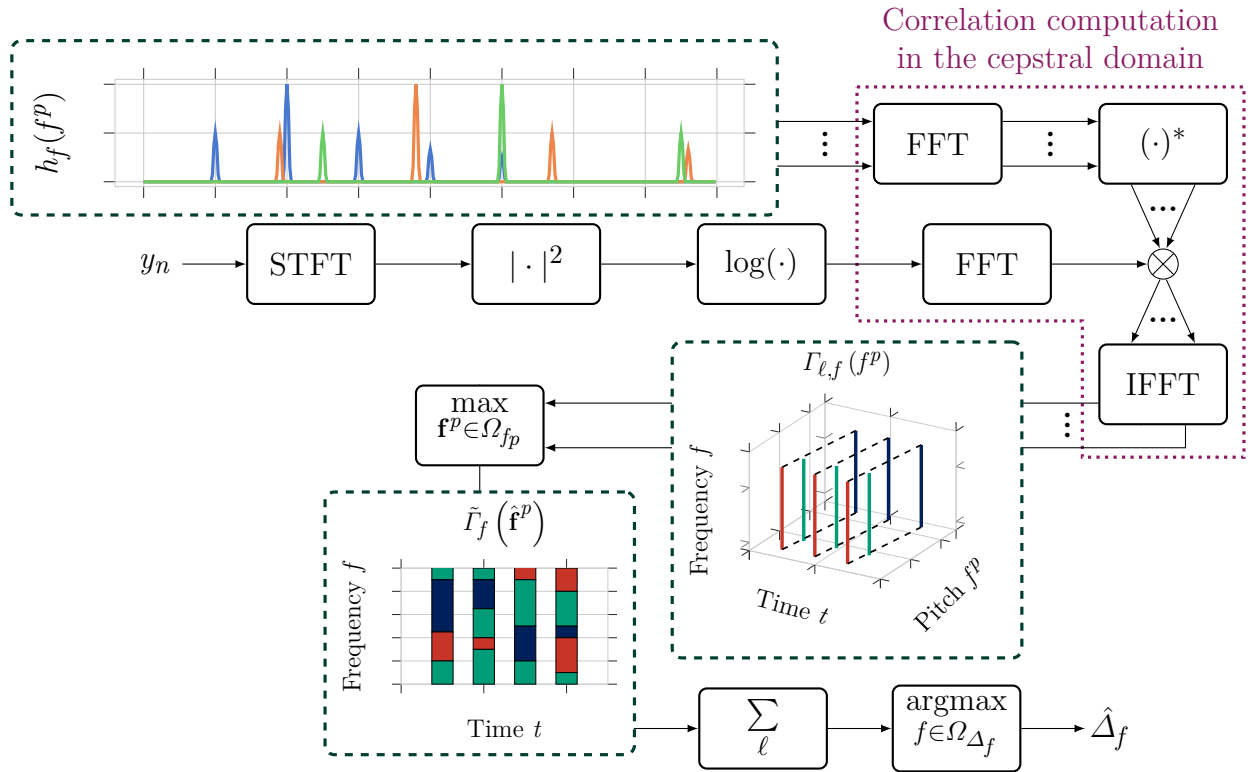 Correlation computation
in the cepstral domain
h_f(f^p)
FFT
(·)*
y_n
STFT
| · |²
log(·)
FFT
⊗
IFFT
Γ_{ℓ,f}(f^p)
Frequency f
Time t
Pitch f^p
max
𝐟^p∈Ω_{f_p}
Γ̃_f(𝐟̂^p)
Frequency f
Time t
∑
ℓ
argmax
f∈Ω_{Δ_f}
Δ̂_f